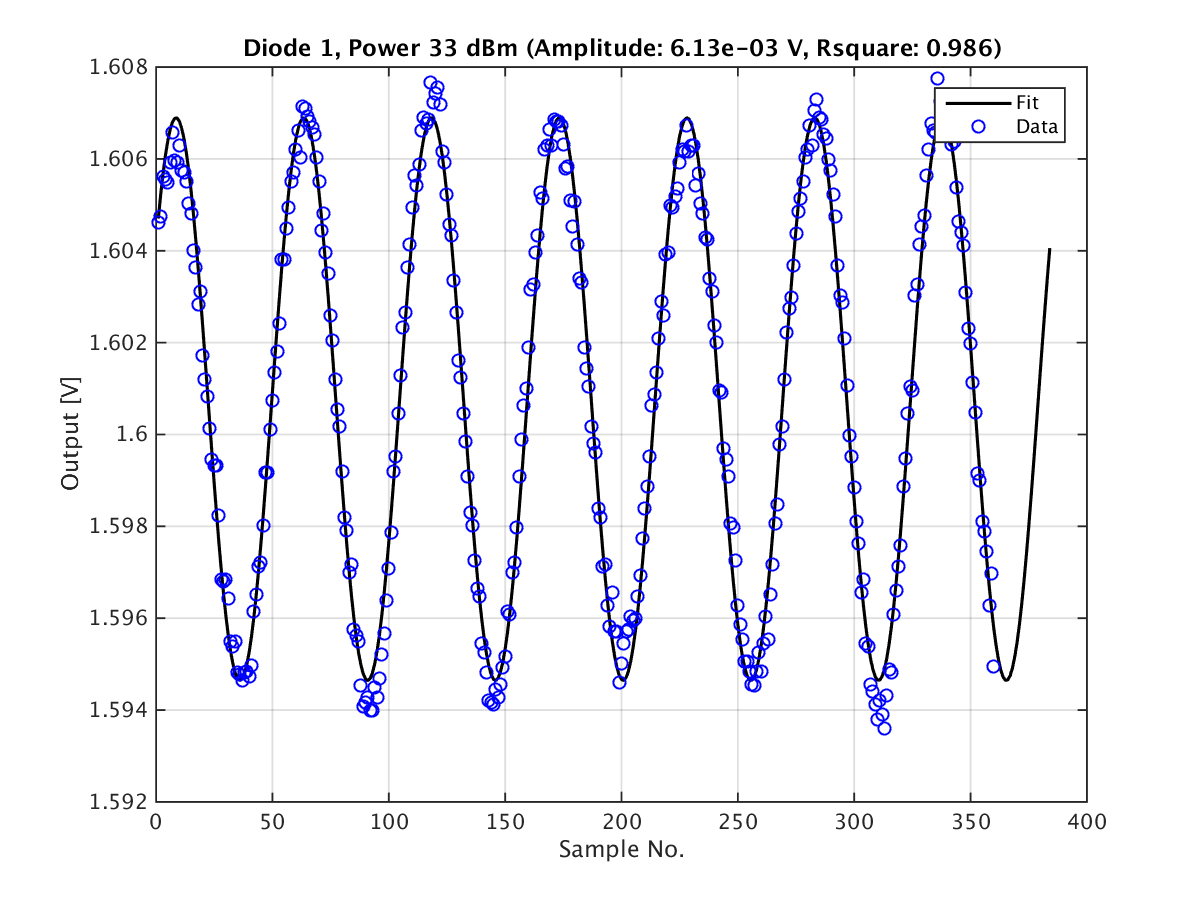 Diode 1, Power 33 dBm (Amplitude: 6.13e-03 V, Rsquare: 0.986)
1.608
1.606
1.604
1.602
1.6
1.598
1.596
1.594
1.592
Output [V]
Fit
Data
0 50 100 150 200 250 300 350 400
Sample No.